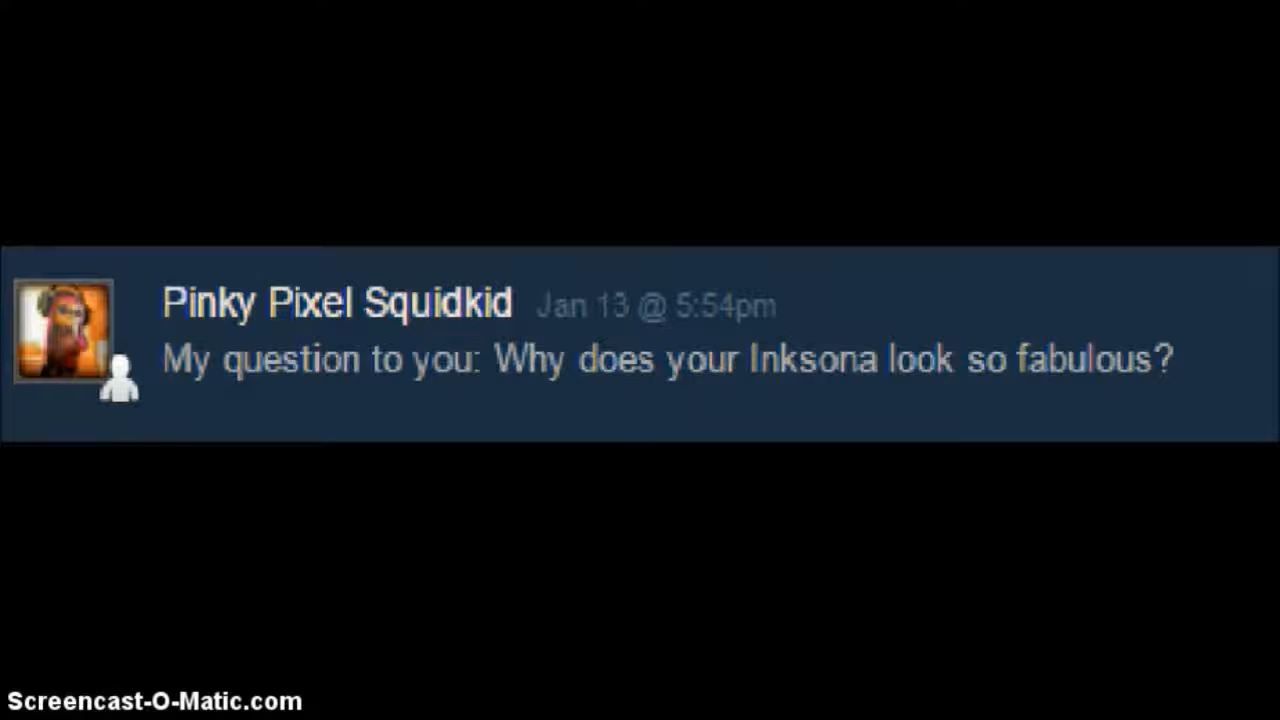 Pinky Pixel Squidkid Jan 13 @ 5:54pm
My question to you: Why does your Inksona look so fabulous?
Screencast-O-Matic.com